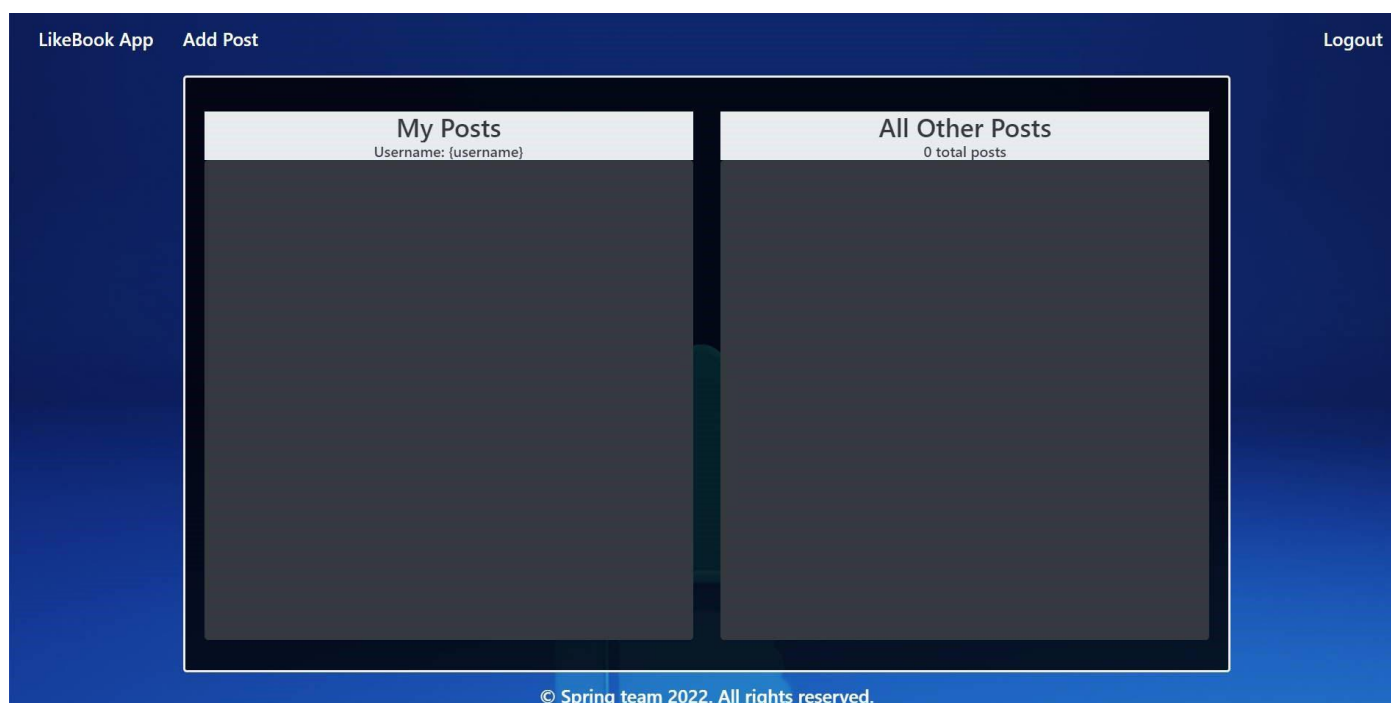 LikeBook App Add Post Logout
My Posts
Username: {username}
All Other Posts
0 total posts
© Spring team 2022. All rights reserved.